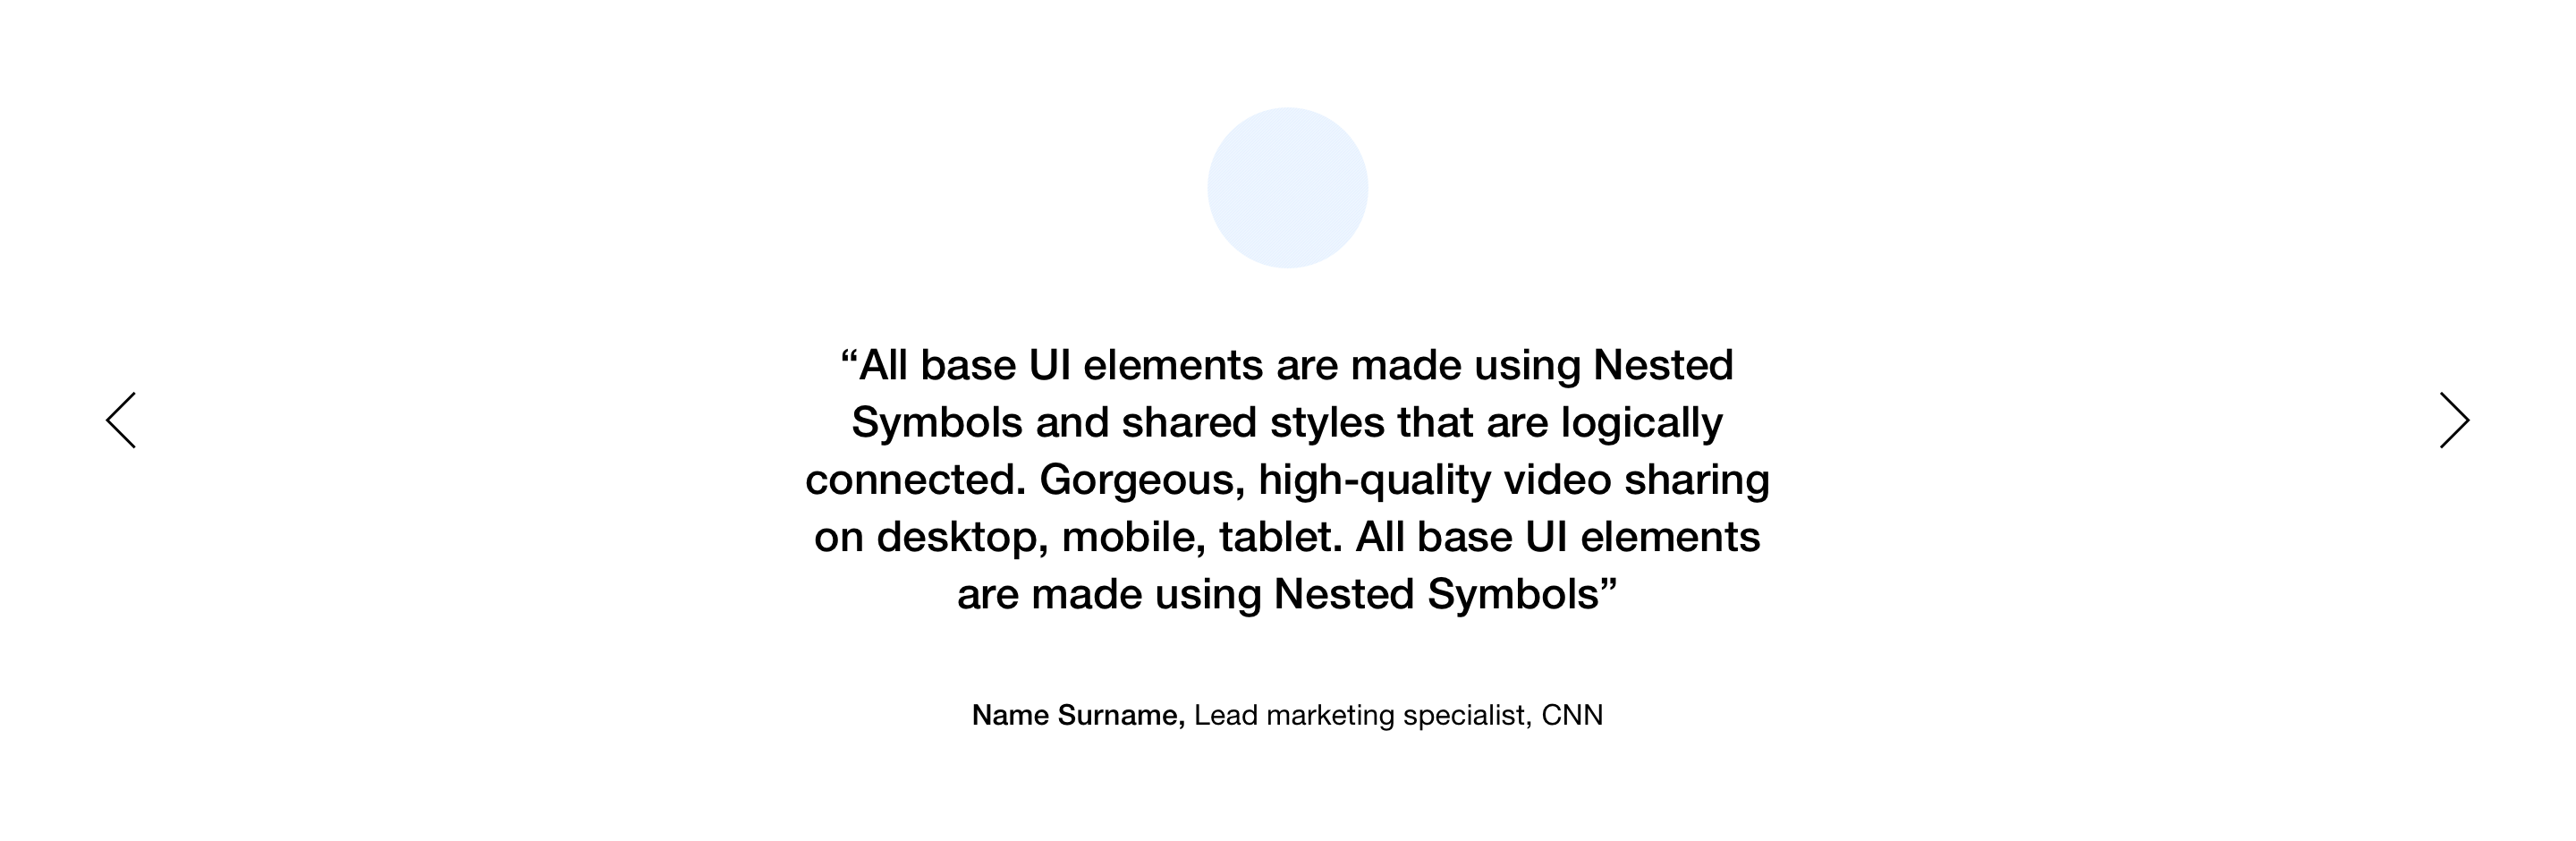 “All base UI elements are made using Nested
Symbols and shared styles that are logically
connected. Gorgeous, high-quality video sharing
on desktop, mobile, tablet. All base UI elements
are made using Nested Symbols”
Name Surname, Lead marketing specialist, CNN